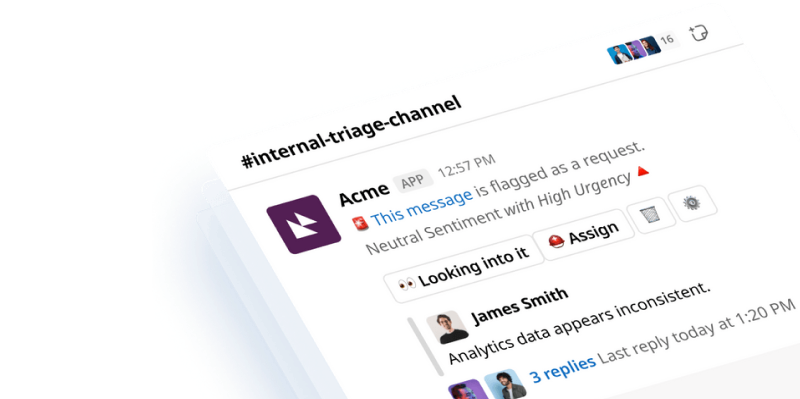 16
#internal-triage-channel
Acme APP 12:57 PM
🚨 This message is flagged as a request.
Neutral Sentiment with High Urgency 🔺
👀 Looking into it
⛑️ Assign
🗑️
⚙️
James Smith
Analytics data appears inconsistent.
3 replies Last reply today at 1:20 PM